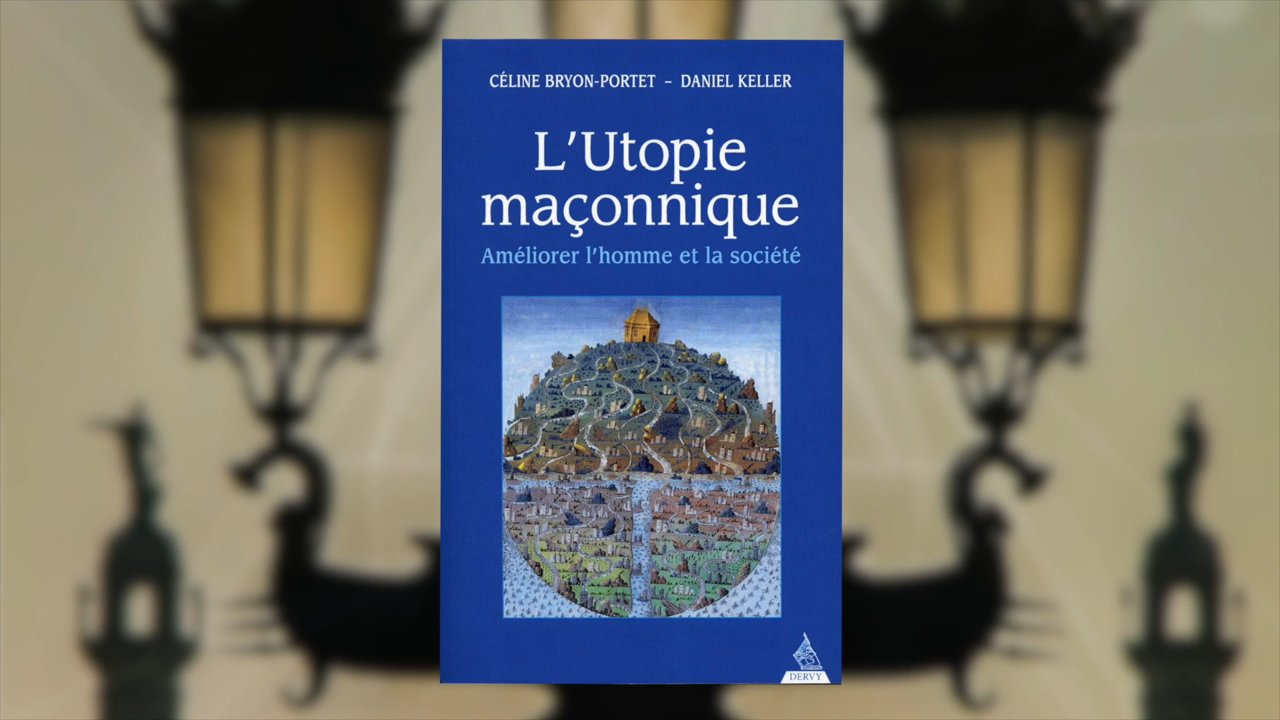 CÉLINE BRYON-PORTET – DANIEL KELLER
L'Utopie
maçonnique
Améliorer l'homme et la société
DERVY